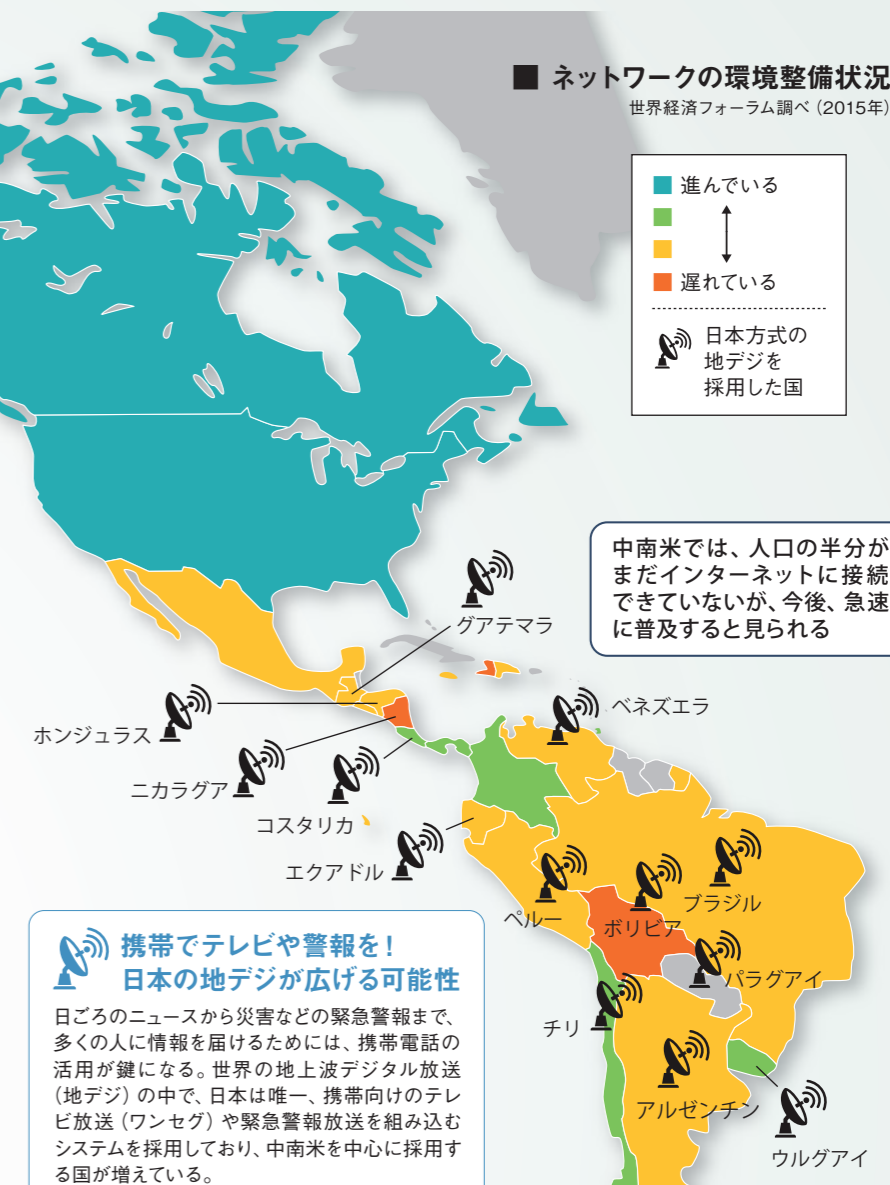 ■ ネットワークの環境整備状況
世界経済フォーラム調べ（2015年）
進んでいる
遅れている
日本方式の
地デジを
採用した国
中南米では、人口の半分が
まだインターネットに接続
できていないが、今後、急速
に普及すると見られる
グアテマラ
ホンジュラス
ベネズエラ
ニカラグア
コスタリカ
エクアドル
ペルー
ボリビア
ブラジル
パラグアイ
チリ
アルゼンチン
ウルグアイ
携帯でテレビや警報を！
日本の地デジが広げる可能性
日ごろのニュースから災害などの緊急警報まで、
多くの人に情報を届けるためには、携帯電話の
活用が鍵になる。世界の地上波デジタル放送
（地デジ）の中で、日本は唯一、携帯向けのテレ
ビ放送（ワンセグ）や緊急警報放送を組み込む
システムを採用しており、中南米を中心に採用す
る国が増えている。